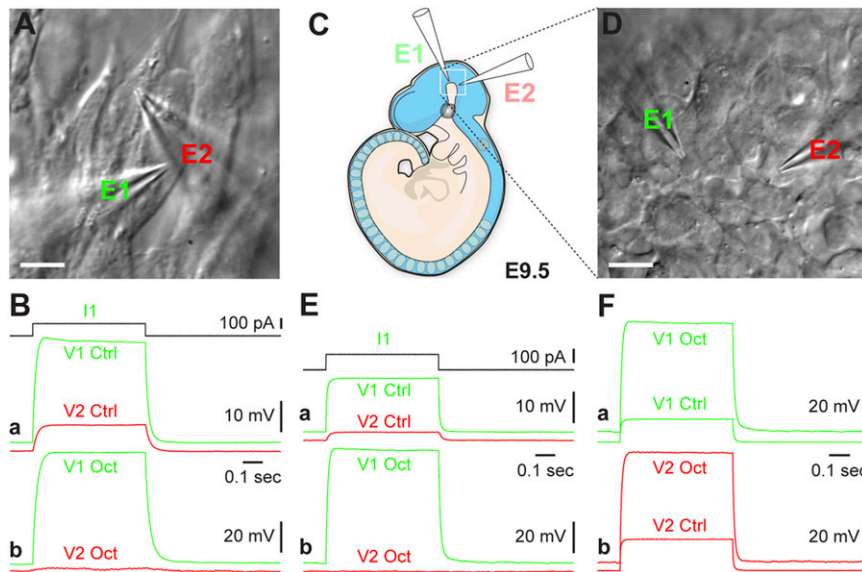 A
E1
E2
C
E1
E2
E9.5
D
E1
E2
B
I1
100 pA
V1 Ctrl
V2 Ctrl
10 mV
a
0.1 sec
V1 Oct
20 mV
V2 Oct
b
E
I1
100 pA
V1 Ctrl
V2 Ctrl
10 mV
a
0.1 sec
V1 Oct
20 mV
V2 Oct
b
F
V1 Oct
V1 Ctrl
20 mV
a
0.1 sec
V2 Oct
V2 Ctrl
20 mV
b